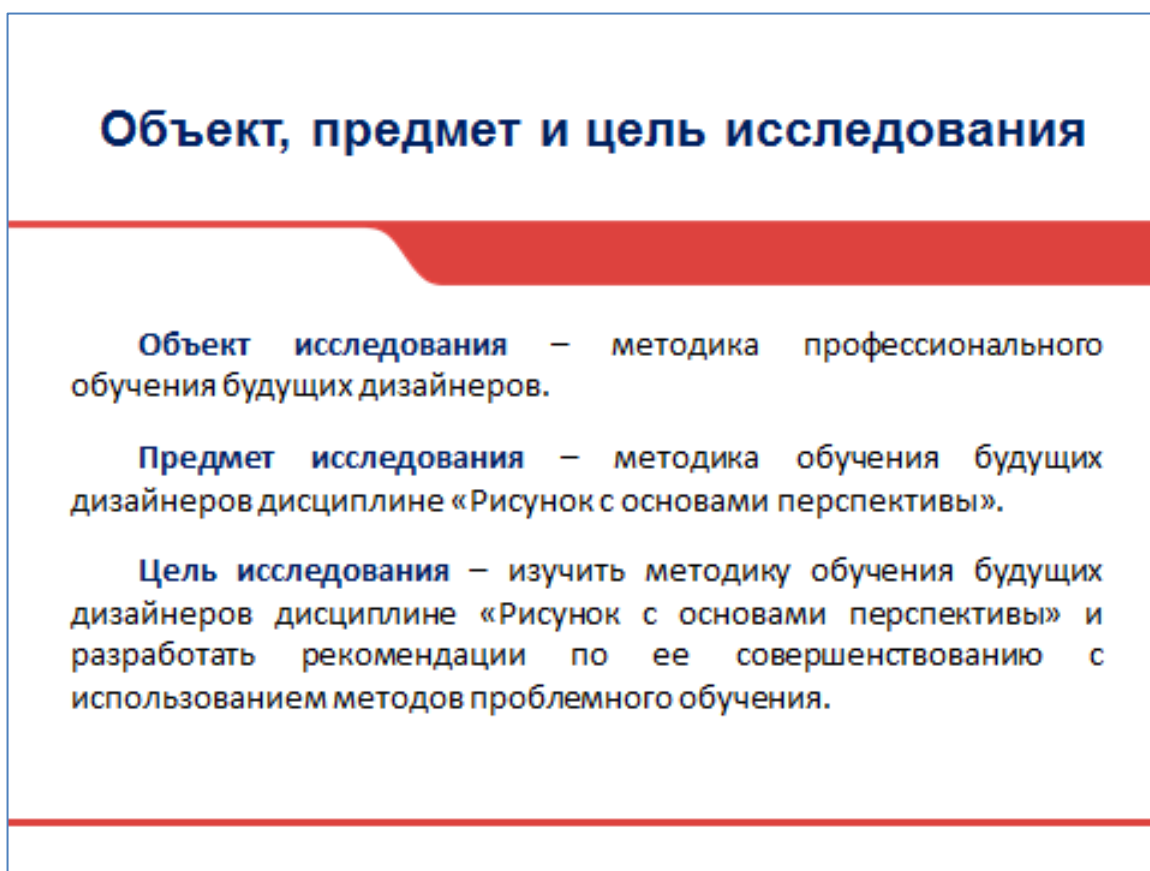 Объект, предмет и цель исследования
Объект исследования – методика профессионального
обучения будущих дизайнеров.
Предмет исследования – методика обучения будущих
дизайнеров дисциплине «Рисунок с основами перспективы».
Цель исследования – изучить методику обучения будущих
дизайнеров дисциплине «Рисунок с основами перспективы» и
разработать рекомендации по ее совершенствованию с
использованием методов проблемного обучения.